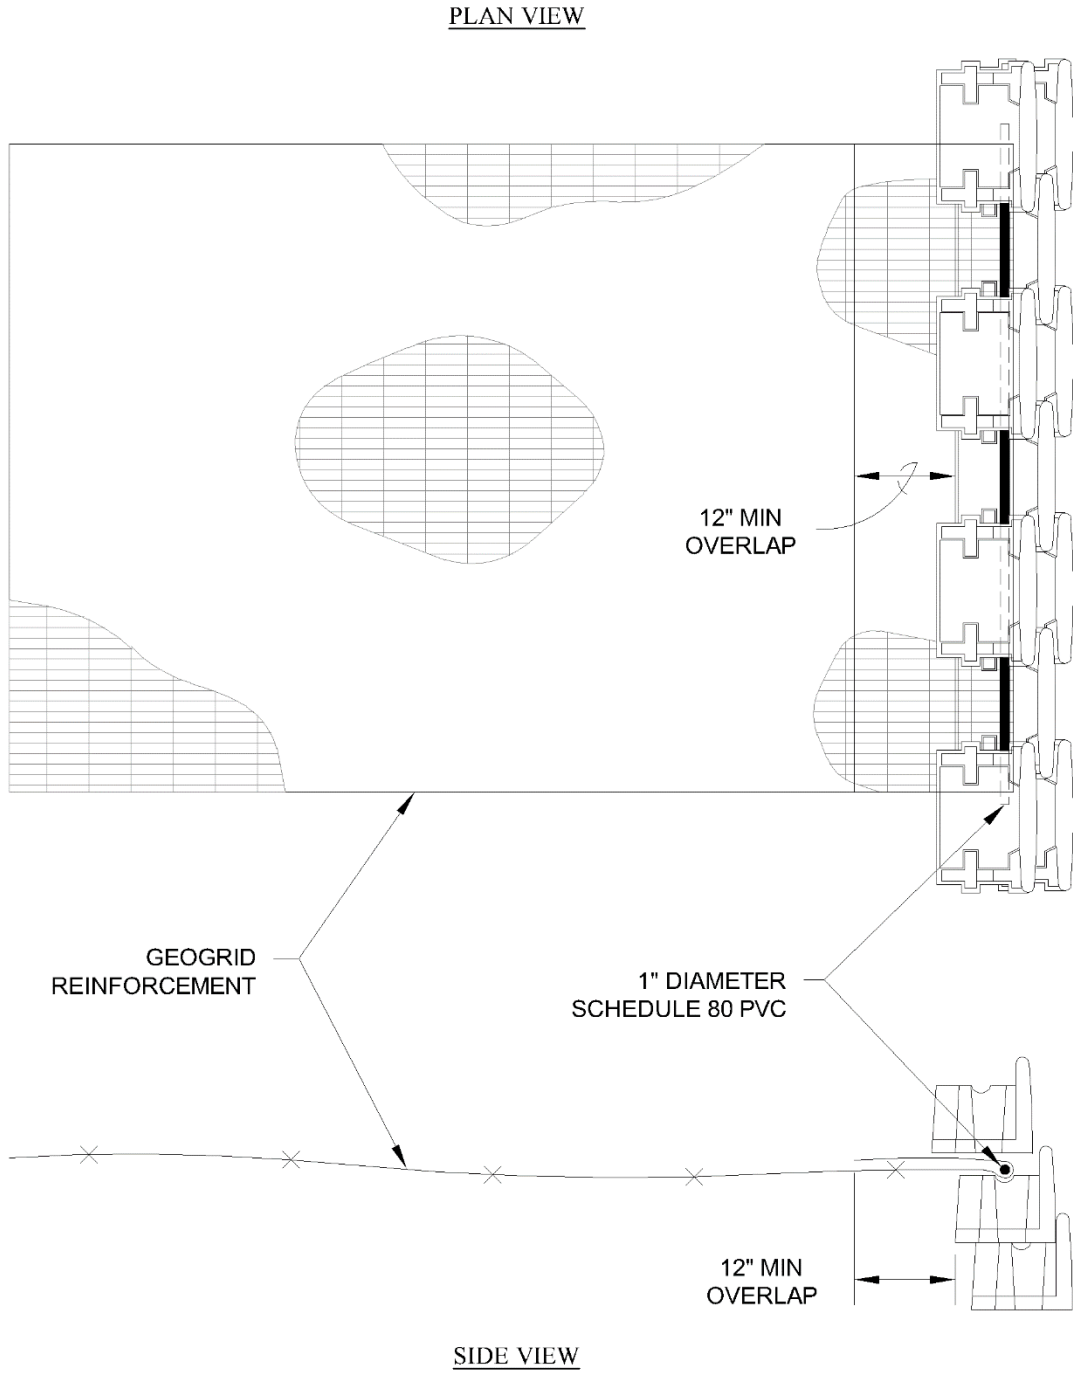 PLAN VIEW
12" MIN
OVERLAP
GEOGRID
REINFORCEMENT
1" DIAMETER
SCHEDULE 80 PVC
12" MIN
OVERLAP
SIDE VIEW